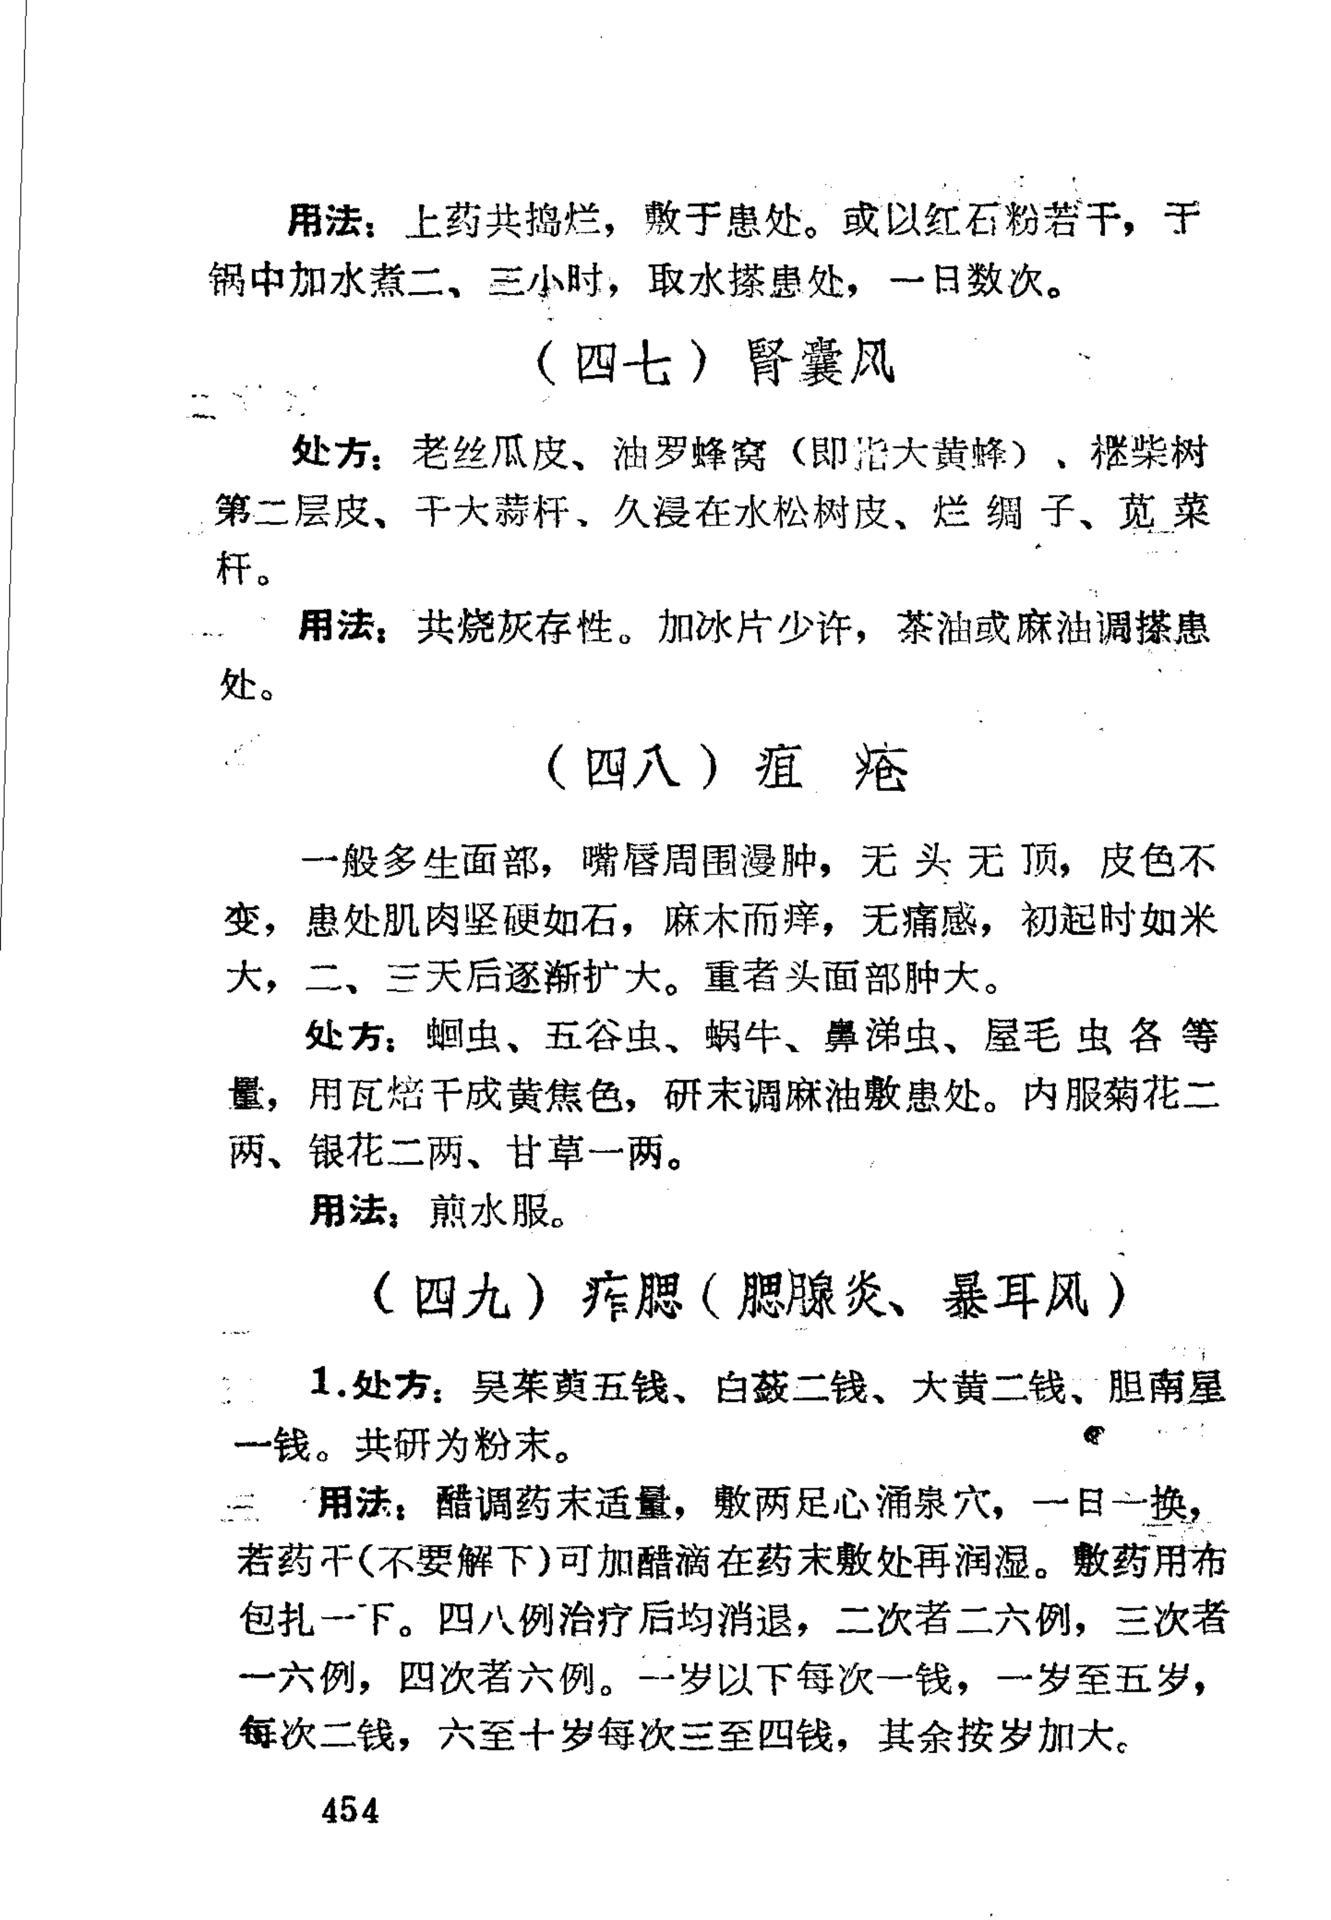 用法：上药共捣烂，敷于患处。或以红石粉若干，于
锅中加水煮二、三小时，取水搽患处，一日数次。
（四七）肾囊风
处方：老丝瓜皮、油罗蜂窝（即指大黄蜂）、柽柴树
第二层皮、干大蒜杆、久浸在水松树皮、烂绸子、苋菜
杆。
用法：共烧灰存性。加冰片少许，茶油或麻油调搽患
处。
（四八）疽 疮
一般多生面部，嘴唇周围漫肿，无头无顶，皮色不
变，患处肌肉坚硬如石，麻木而痒，无痛感，初起时如米
大，二、三天后逐渐扩大。重者头面部肿大。
处方：蛔虫、五谷虫、蜗牛、鼻涕虫、屋毛虫各等
量，用瓦焙干成黄焦色，研末调麻油敷患处。内服菊花二
两、银花二两、甘草一两。
用法：煎水服。
（四九）痄腮（腮腺炎、暴耳风）
1.处方：吴茱萸五钱、白蔹二钱、大黄二钱、胆南星
一钱。共研为粉末。
用法：醋调药末适量，敷两足心涌泉穴，一日一换，
若药干(不要解下)可加醋滴在药末敷处再润湿。敷药用布
包扎一下。四八例治疗后均消退，二次者二六例，三次者
一六例，四次者六例。一岁以下每次一钱，一岁至五岁，
每次二钱，六至十岁每次三至四钱，其余按岁加大。
454